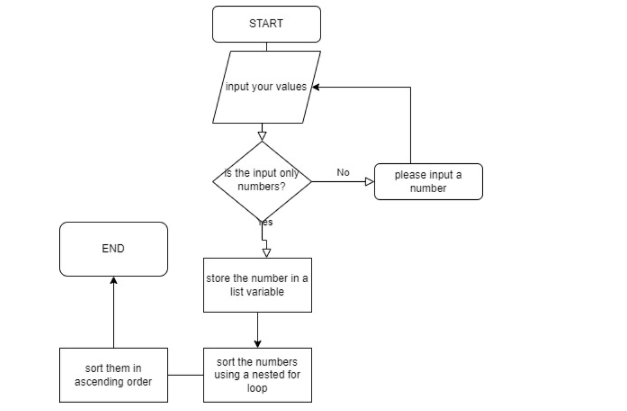 START
input your values
is the input only
numbers?
No
please input a
number
Yes
END
store the number in a
list variable
sort them in
ascending order
sort the numbers
using a nested for
loop